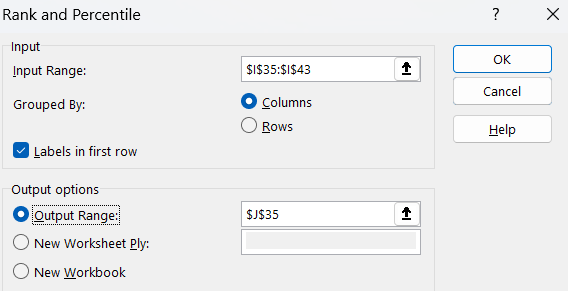 Rank and Percentile ? ×
Input
Input Range: $I$35:$I$43
Grouped By: Columns
Rows
Labels in first row
Output options
Output Range: $J$35
New Worksheet Ply:
New Workbook
OK
Cancel
Help